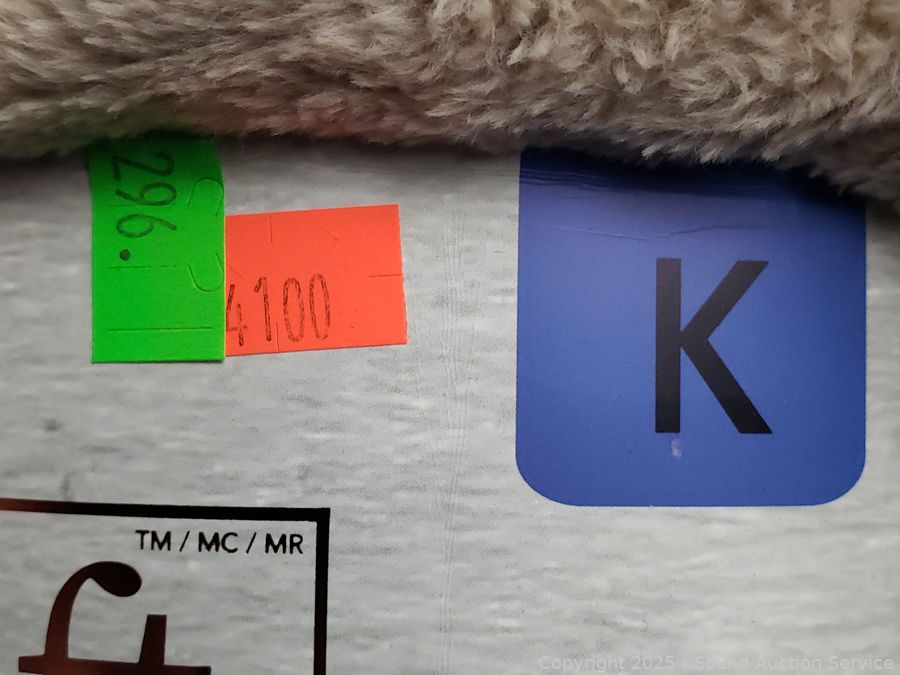 296.
4100
K
TM / MC / MR
f
Copyright 2025 - Sound Auction Service